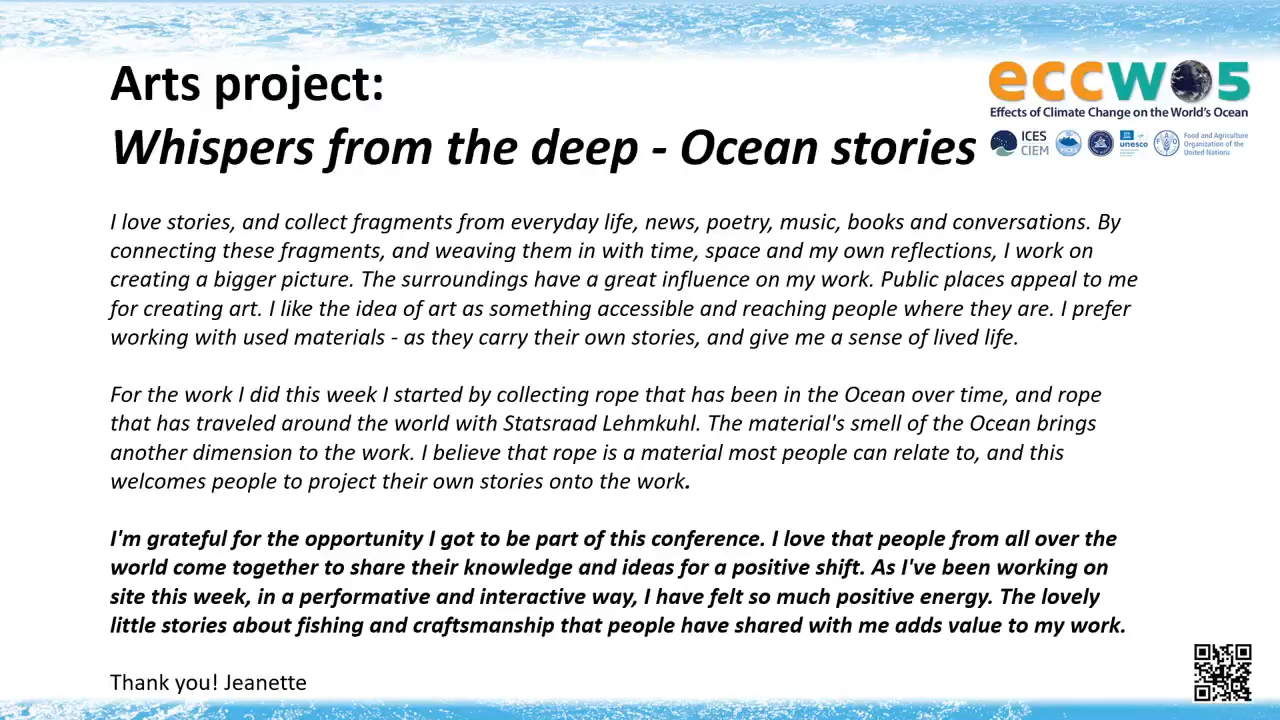 Arts project:
Whispers from the deep - Ocean stories
eccwo5
Effects of Climate Change on the World's Ocean
ICES
CIEM
unesco
Food and Agriculture
Organization of the
United Nations
I love stories, and collect fragments from everyday life, news, poetry, music, books and conversations. By
connecting these fragments, and weaving them in with time, space and my own reflections, I work on
creating a bigger picture. The surroundings have a great influence on my work. Public places appeal to me
for creating art. I like the idea of art as something accessible and reaching people where they are. I prefer
working with used materials - as they carry their own stories, and give me a sense of lived life.
For the work I did this week I started by collecting rope that has been in the Ocean over time, and rope
that has traveled around the world with Statsraad Lehmkuhl. The material's smell of the Ocean brings
another dimension to the work. I believe that rope is a material most people can relate to, and this
welcomes people to project their own stories onto the work.
I'm grateful for the opportunity I got to be part of this conference. I love that people from all over the
world come together to share their knowledge and ideas for a positive shift. As I've been working on
site this week, in a performative and interactive way, I have felt so much positive energy. The lovely
little stories about fishing and craftsmanship that people have shared with me adds value to my work.
Thank you! Jeanette